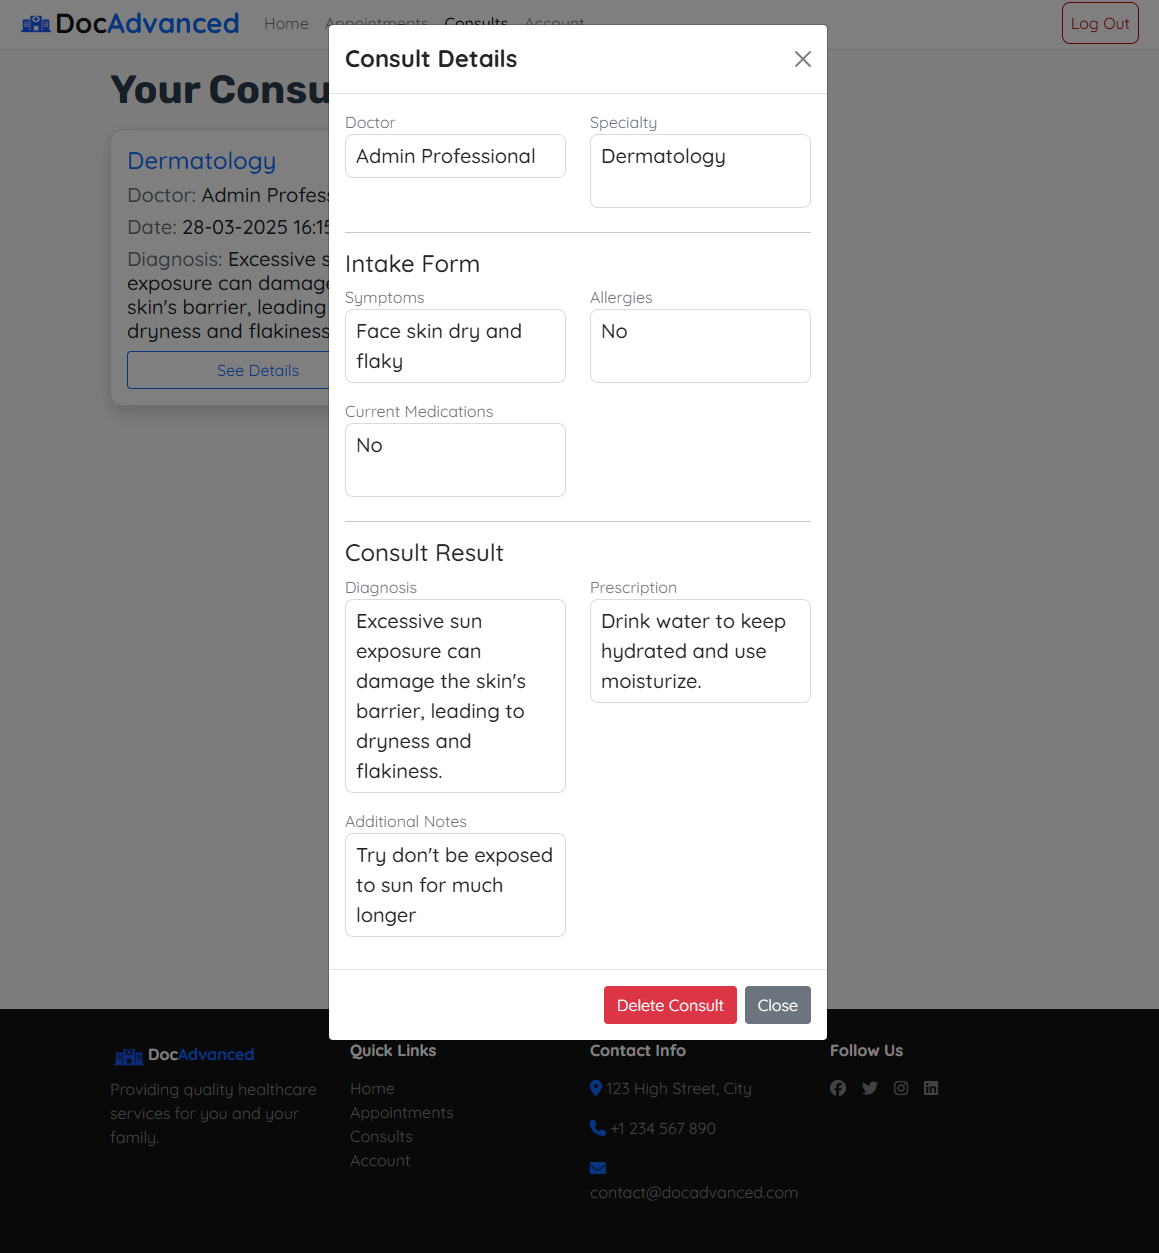 DocAdvanced Home Appointments Consults Account Log Out
Your Consu
Dermatology
Doctor: Admin Profes
Date: 28-03-2025 16:15
Diagnosis: Excessive s
exposure can damage
skin's barrier, leading
dryness and flakiness
See Details
Consult Details
Doctor
Admin Professional
Specialty
Dermatology
Intake Form
Symptoms
Face skin dry and
flaky
Allergies
No
Current Medications
No
Consult Result
Diagnosis
Excessive sun
exposure can
damage the skin's
barrier, leading to
dryness and
flakiness.
Prescription
Drink water to keep
hydrated and use
moisturize.
Additional Notes
Try don't be exposed
to sun for much
longer
Delete Consult Close
DocAdvanced
Providing quality healthcare
services for you and your
family.
Quick Links
Home
Appointments
Consults
Account
Contact Info
123 High Street, City
+1 234 567 890
contact@docadvanced.com
Follow Us